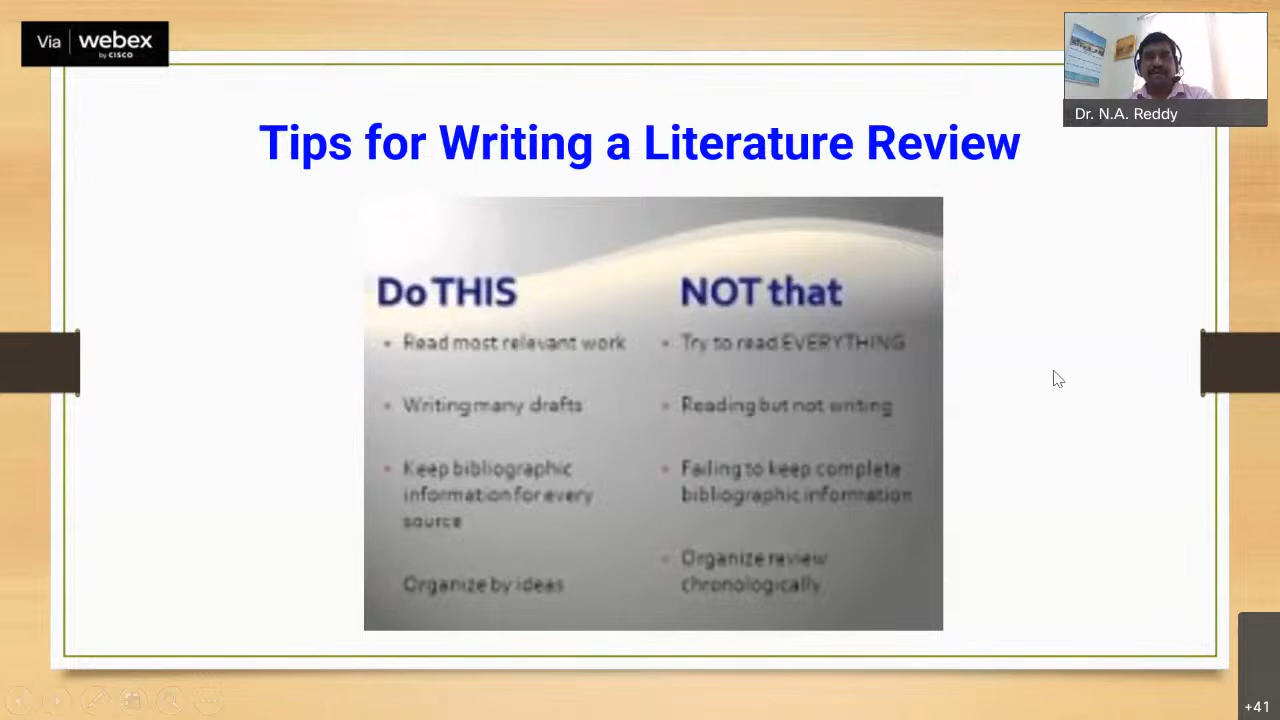 Via webex
by CISCO
Dr. N.A. Reddy
Tips for Writing a Literature Review
Do THIS
Read most relevant work
Writing many drafts
Keep bibliographic
information for every
source
Organize by ideas
NOT that
Try to read EVERYTHING
Reading but not writing
Failing to keep complete
bibliographic information
Organize review
chronologically
+41